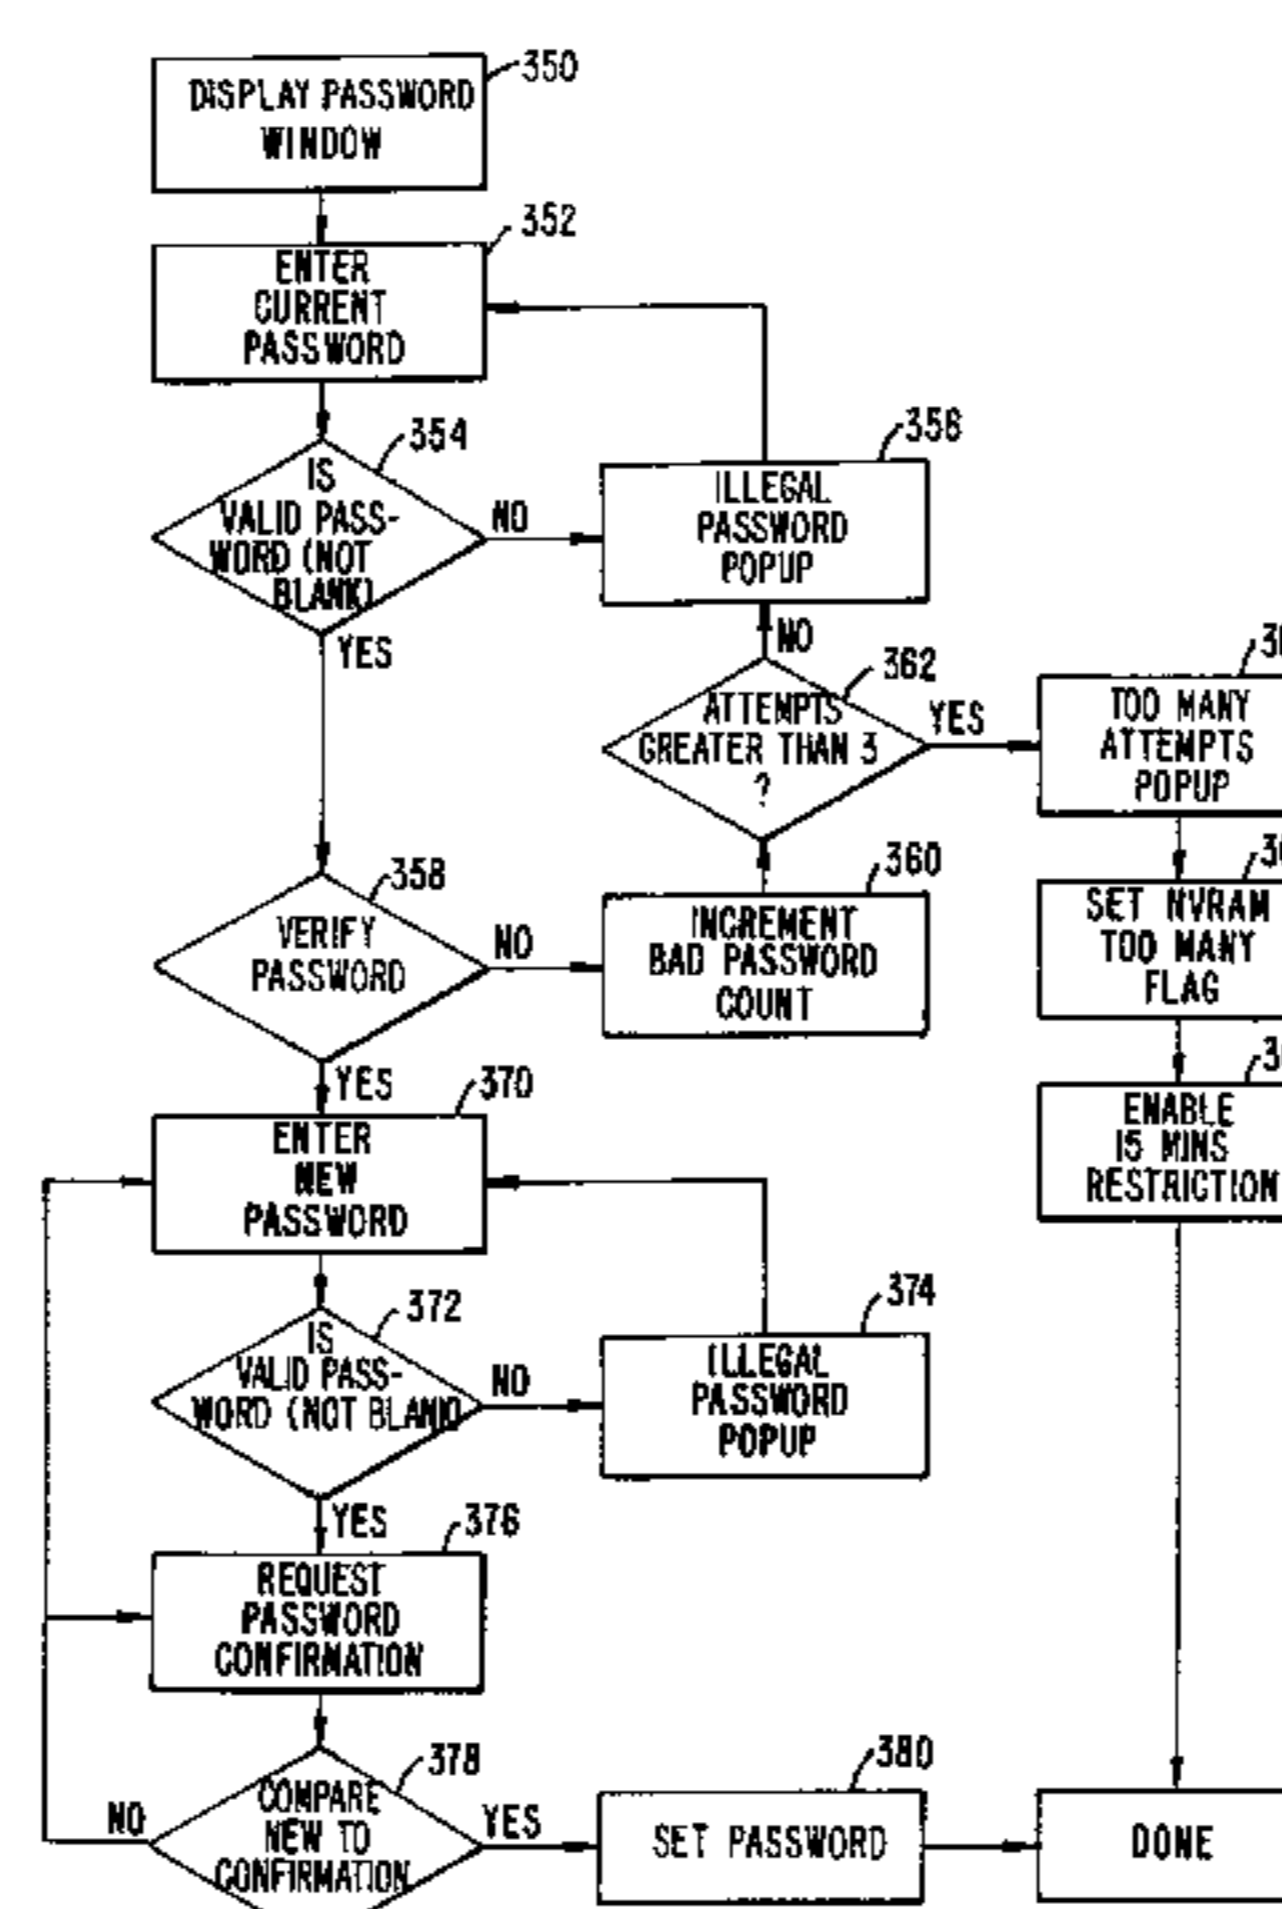 350
DISPLAY PASSWORD
WINDOW
352
ENTER
CURRENT
PASSWORD
354
IS
VALID PASS-
WORD (NOT
BLANK)
NO
YES
356
ILLEGAL
PASSWORD
POPUP
NO
362
ATTEMPTS
GREATER THAN 3
?
YES
TOO MANY
ATTEMPTS
POPUP
358
VERIFY
PASSWORD
NO
YES
360
INCREMENT
BAD PASSWORD
COUNT
SET NVRAM
TOO MANY
FLAG
ENABLE
15 MINS
RESTRICTION
370
ENTER
NEW
PASSWORD
372
IS
VALID PASS-
WORD (NOT BLANK)
NO
YES
374
ILLEGAL
PASSWORD
POPUP
376
REQUEST
PASSWORD
CONFIRMATION
378
COMPARE
NEW TO
CONFIRMATION
NO
YES
380
SET PASSWORD
DONE